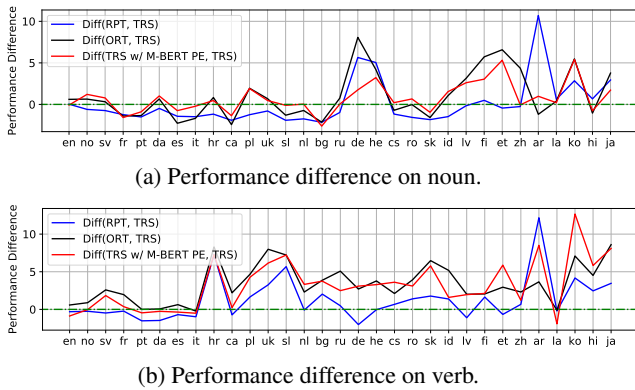 Performance Difference
10
5
0
Diff(RPT, TRS)
Diff(ORT, TRS)
Diff(TRS w/ M-BERT PE, TRS)
en no sv fr pt da es it hr ca pl uk sl nl bg ru de he cs ro sk id lv fi et zh ar la ko hi ja
(a) Performance difference on noun.
Performance Difference
10
5
0
Diff(RPT, TRS)
Diff(ORT, TRS)
Diff(TRS w/ M-BERT PE, TRS)
en no sv fr pt da es it hr ca pl uk sl nl bg ru de he cs ro sk id lv fi et zh ar la ko hi ja
(b) Performance difference on verb.